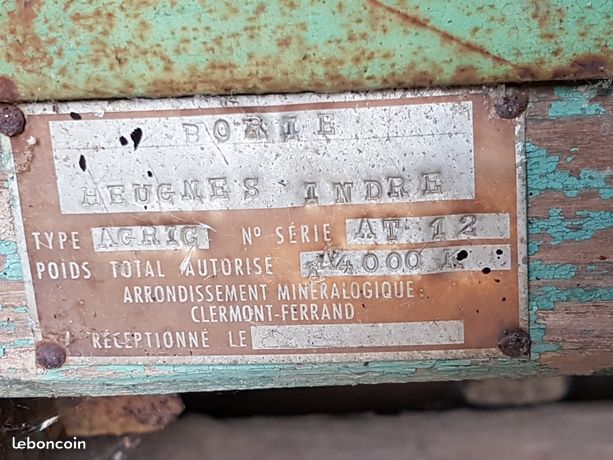 BORIE
HEUGNES INDRE
TYPE AGRIC N° SÉRIE AT 12
POIDS TOTAL AUTORISÉ 4000 K
ARRONDISSEMENT MINÉRALOGIQUE:
CLERMONT-FERRAND
RÉCEPTIONNÉ LE
leboncoin